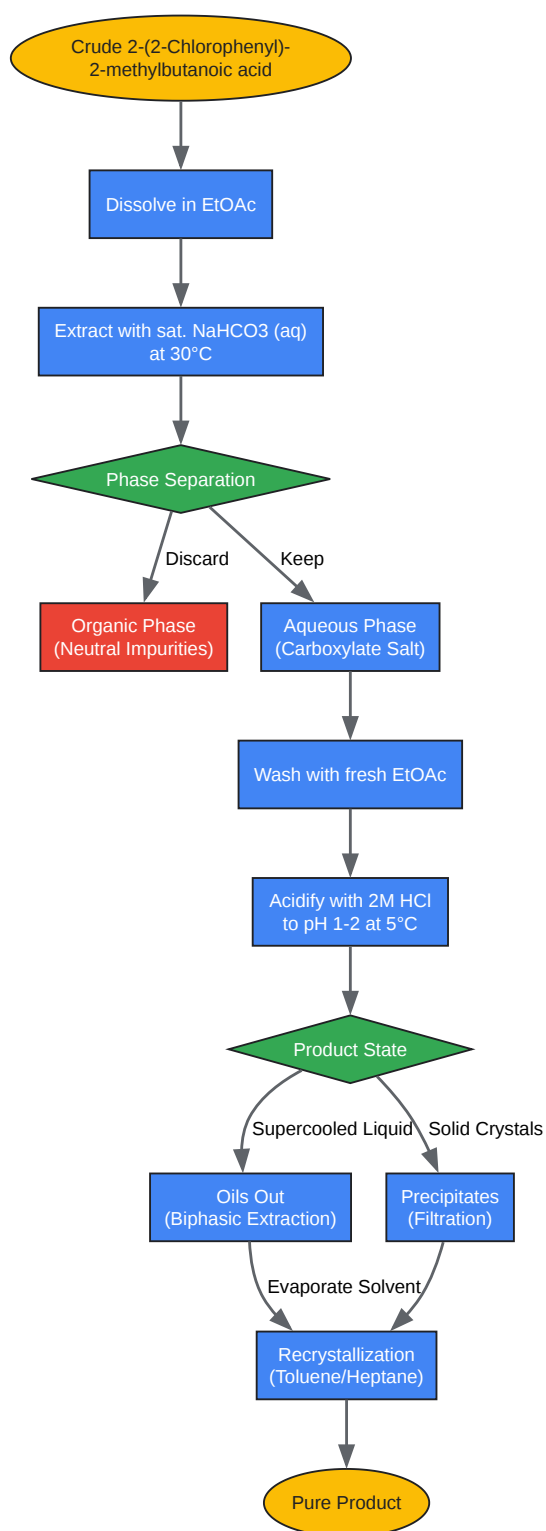 Crude 2-(2-Chlorophenyl)-
2-methylbutanoic acid
Dissolve in EtOAc
Extract with sat. NaHCO3 (aq)
at 30°C
Phase Separation
Discard
Keep
Organic Phase
(Neutral Impurities)
Aqueous Phase
(Carboxylate Salt)
Wash with fresh EtOAc
Acidify with 2M HCl
to pH 1-2 at 5°C
Product State
Supercooled Liquid
Solid Crystals
Oils Out
(Biphasic Extraction)
Precipitates
(Filtration)
Evaporate Solvent
Recrystallization
(Toluene/Heptane)
Pure Product